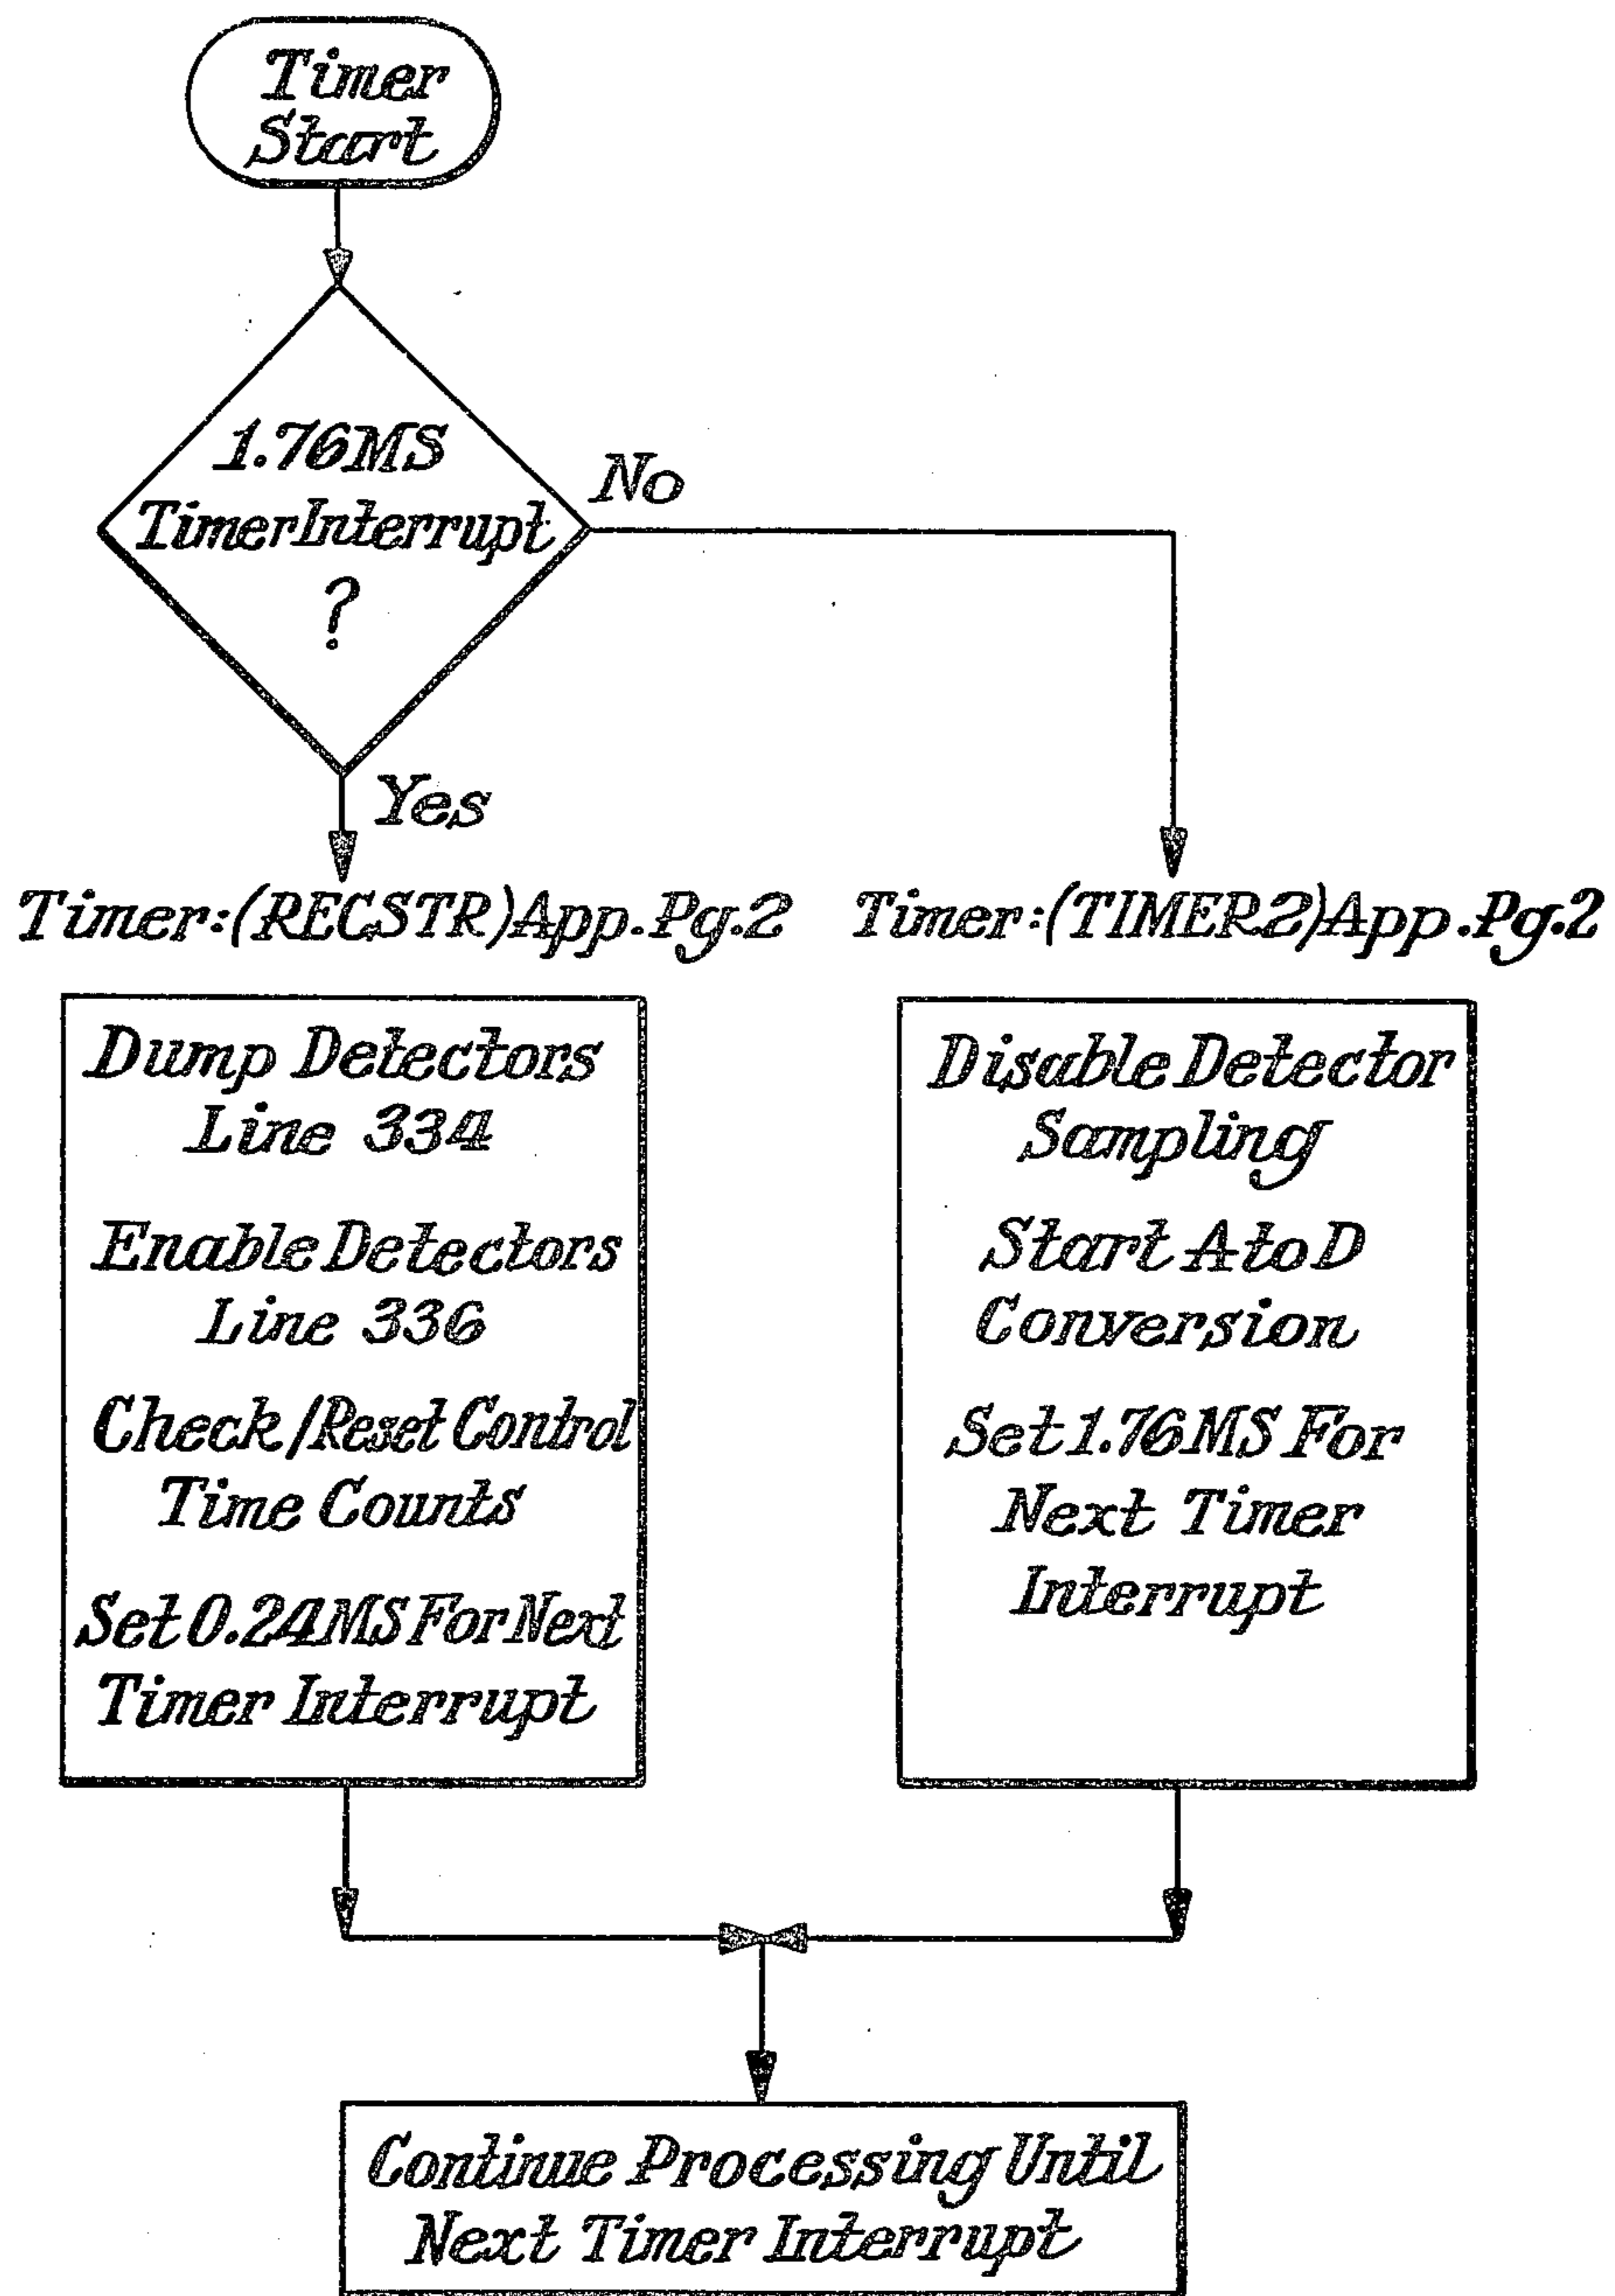 Timer
Start
1.76MS
Timer Interrupt
?
No
Yes
Timer:(RECSTR)App.Pg.2
Timer:(TIMER2)App.Pg.2
Dump Detectors
Line 334
Enable Detectors
Line 336
Check/Reset Control
Time Counts
Set 0.24MS For Next
Timer Interrupt
Disable Detector
Sampling
Start A to D
Conversion
Set 1.76MS For
Next Timer
Interrupt
Continue Processing Until
Next Timer Interrupt